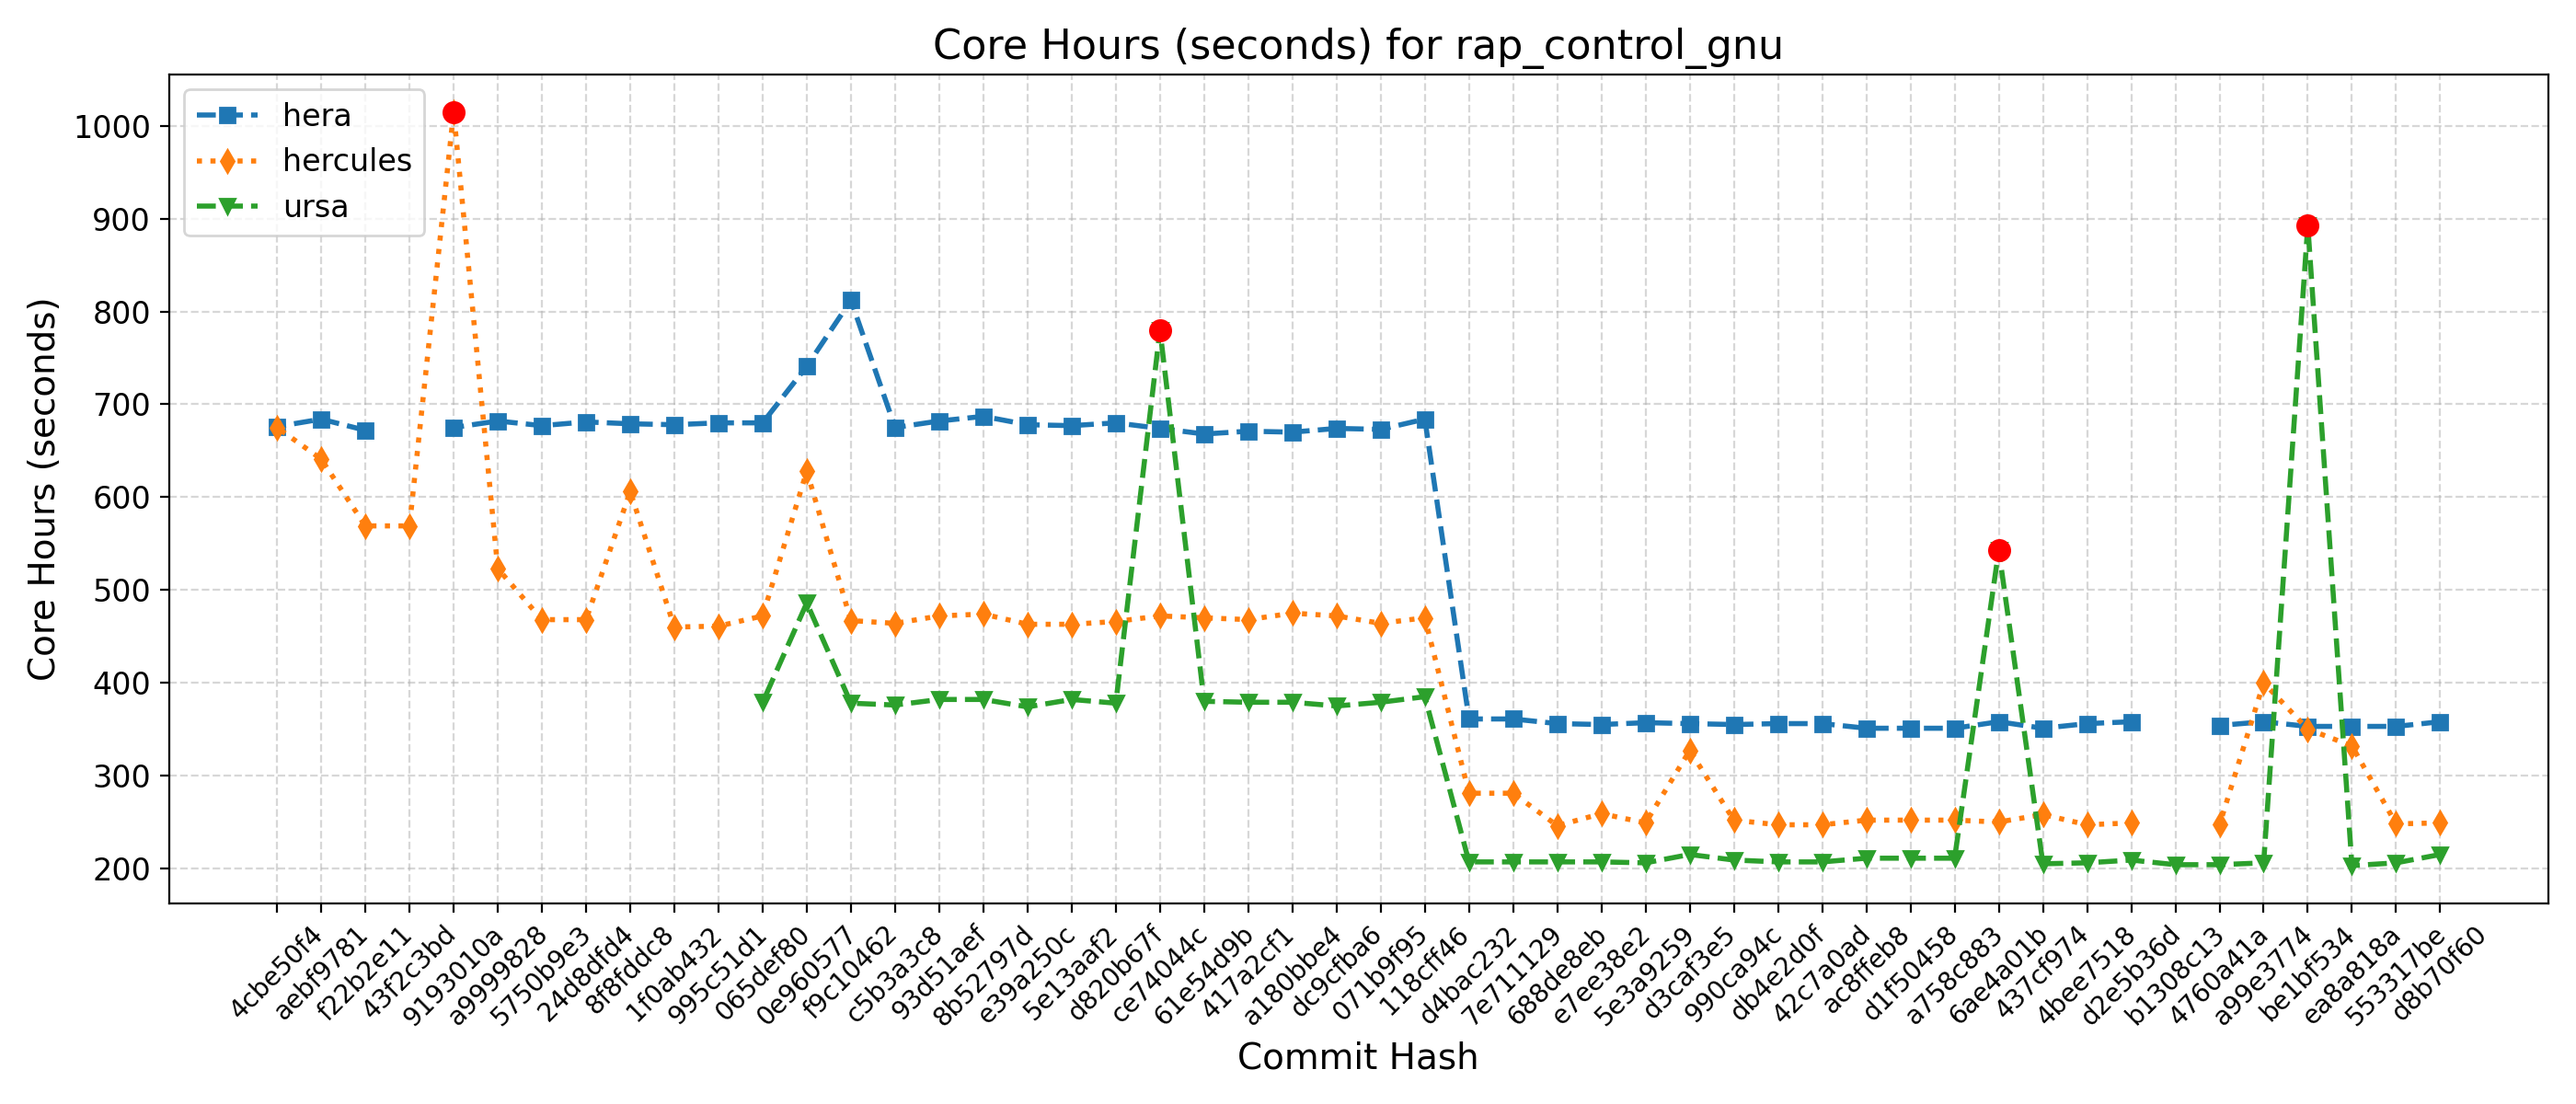 Core Hours (seconds) for rap_control_gnu
hera
hercules
ursa
Core Hours (seconds)
1000
900
800
700
600
500
400
300
200
4cbe50f4
aebf9781
f22b2e11
43f2c3bd
9193010a
a9999828
5750b9e3
24d8dfd4
8f8fddc8
1f0ab432
995c51d1
065def80
0e960577
f9c10462
c5b3a3c8
93d51aef
8b52797d
e39a250c
5e13aaf2
d820b67f
ce74044c
61e54d9b
417a2cf1
a180bbe4
dc9cfba6
071b9f95
118cff46
d4bac232
7e711129
688de8eb
e7ee38e2
5e3a9259
d3caf3e5
990ca94c
db4e2d0f
42c7a0ad
ac8ffeb8
d1f50458
a758c883
6ae4a01b
437cf974
4bee7518
d2e5b36d
b1308c13
4760a41a
a99e3774
be1bf534
ea8a818a
553317be
d8b70f60
Commit Hash